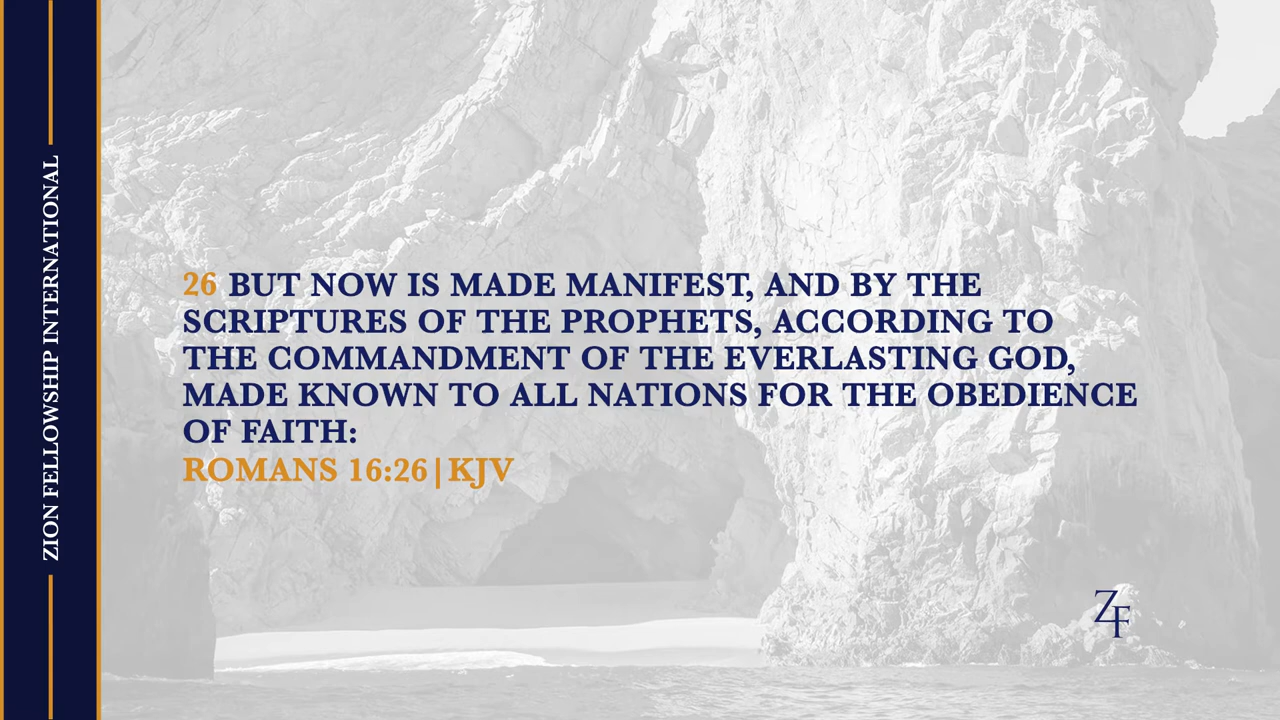 ZION FELLOWSHIP INTERNATIONAL
26 BUT NOW IS MADE MANIFEST, AND BY THE
SCRIPTURES OF THE PROPHETS, ACCORDING TO
THE COMMANDMENT OF THE EVERLASTING GOD,
MADE KNOWN TO ALL NATIONS FOR THE OBEDIENCE
OF FAITH:
ROMANS 16:26|KJV
ZF